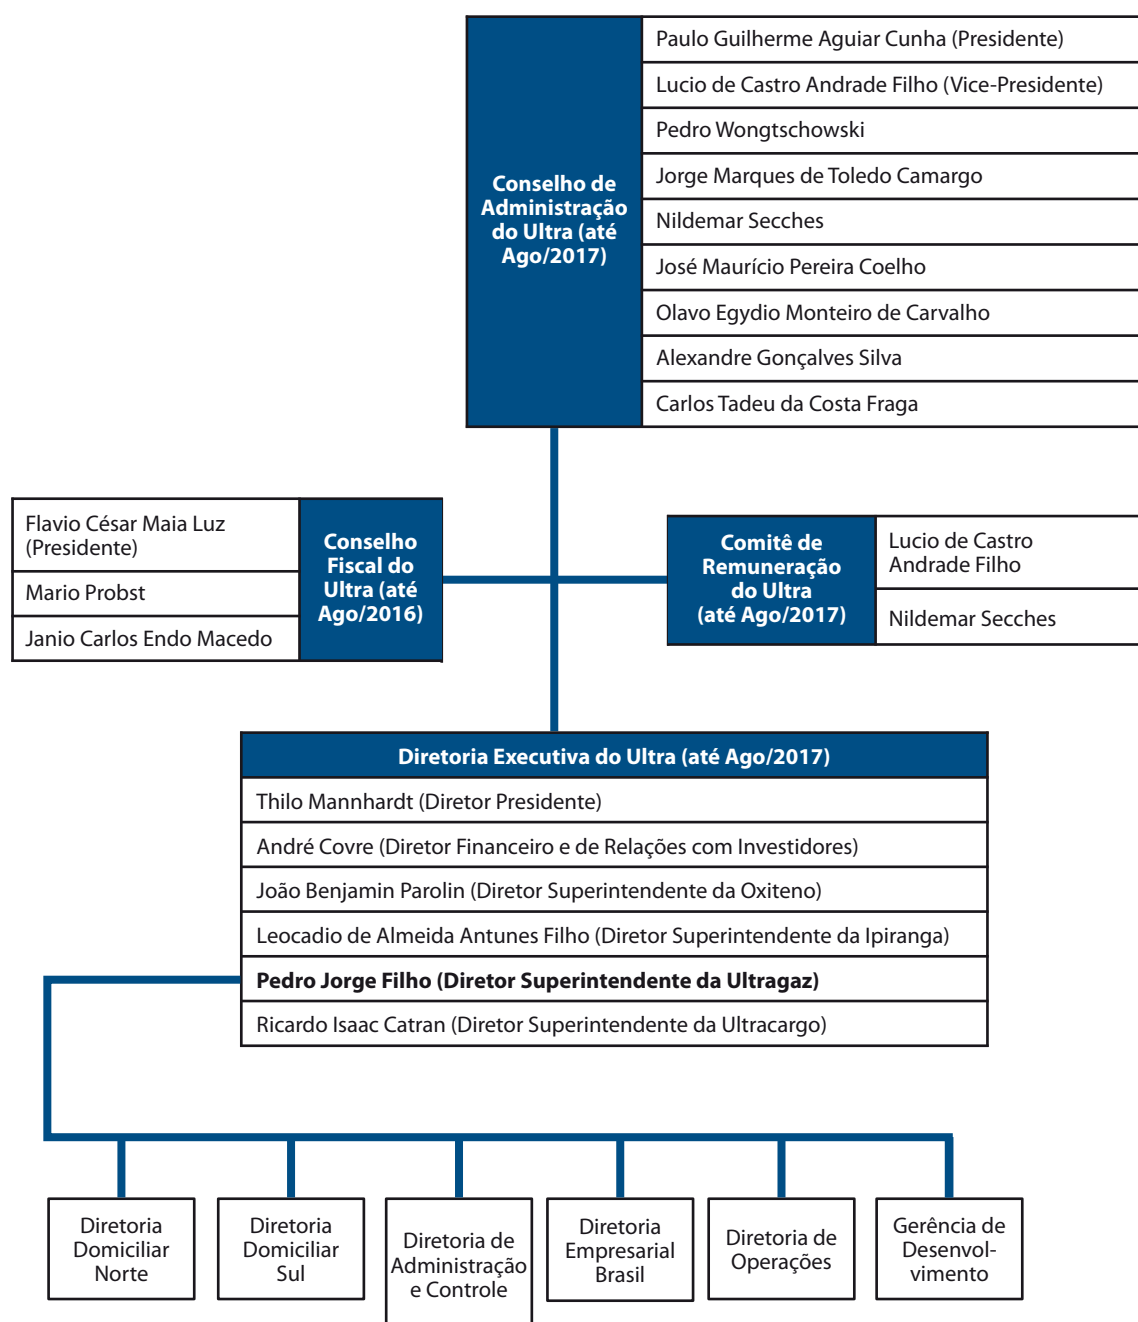 Conselho de
Administração
do Ultra (até
Ago/2017)
Paulo Guilherme Aguiar Cunha (Presidente)
Lucio de Castro Andrade Filho (Vice-Presidente)
Pedro Wongtschowski
Jorge Marques de Toledo Camargo
Nildemar Secches
José Maurício Pereira Coelho
Olavo Egydio Monteiro de Carvalho
Alexandre Gonçalves Silva
Carlos Tadeu da Costa Fraga
Flavio César Maia Luz
(Presidente)
Mario Probst
Janio Carlos Endo Macedo
Conselho
Fiscal do
Ultra (até
Ago/2016)
Comitê de
Remuneração
do Ultra
(até Ago/2017)
Lucio de Castro
Andrade Filho
Nildemar Secches
Diretoria Executiva do Ultra (até Ago/2017)
Thilo Mannhardt (Diretor Presidente)
André Covre (Diretor Financeiro e de Relações com Investidores)
João Benjamin Parolin (Diretor Superintendente da Oxiteno)
Leocadio de Almeida Antunes Filho (Diretor Superintendente da Ipiranga)
Pedro Jorge Filho (Diretor Superintendente da Ultragaz)
Ricardo Isaac Catran (Diretor Superintendente da Ultracargo)
Diretoria
Domiciliar
Norte
Diretoria
Domiciliar
Sul
Diretoria de
Administração
e Controle
Diretoria
Empresarial
Brasil
Diretoria de
Operações
Gerência de
Desenvol-
vimento